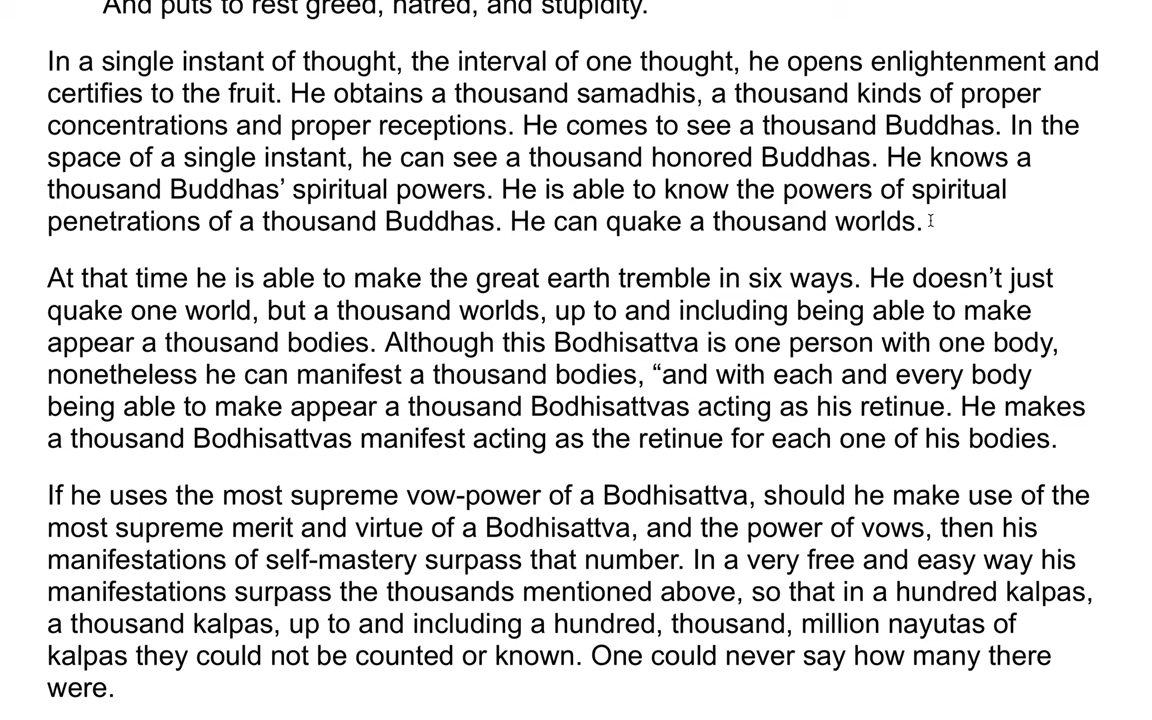 And puts to rest greed, hatred, and stupidity.
In a single instant of thought, the interval of one thought, he opens enlightenment and
certifies to the fruit. He obtains a thousand samadhis, a thousand kinds of proper
concentrations and proper receptions. He comes to see a thousand Buddhas. In the
space of a single instant, he can see a thousand honored Buddhas. He knows a
thousand Buddhas’ spiritual powers. He is able to know the powers of spiritual
penetrations of a thousand Buddhas. He can quake a thousand worlds.
At that time he is able to make the great earth tremble in six ways. He doesn’t just
quake one world, but a thousand worlds, up to and including being able to make
appear a thousand bodies. Although this Bodhisattva is one person with one body,
nonetheless he can manifest a thousand bodies, “and with each and every body
being able to make appear a thousand Bodhisattvas acting as his retinue. He makes
a thousand Bodhisattvas manifest acting as the retinue for each one of his bodies.
If he uses the most supreme vow-power of a Bodhisattva, should he make use of the
most supreme merit and virtue of a Bodhisattva, and the power of vows, then his
manifestations of self-mastery surpass that number. In a very free and easy way his
manifestations surpass the thousands mentioned above, so that in a hundred kalpas,
a thousand kalpas, up to and including a hundred, thousand, million nayutas of
kalpas they could not be counted or known. One could never say how many there
were.